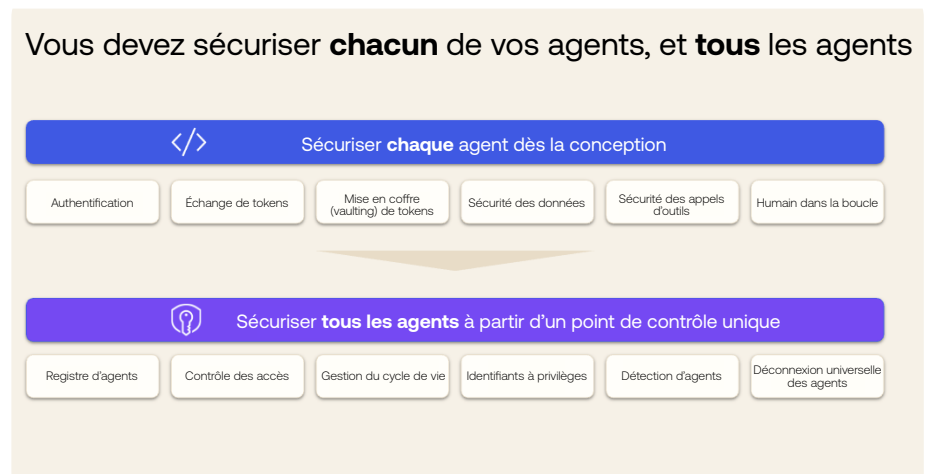 Vous devez sécuriser chacun de vos agents, et tous les agents
Sécuriser chaque agent dès la conception
Authentification
Échange de tokens
Mise en coffre
(vaulting) de tokens
Sécurité des données
Sécurité des appels
d'outils
Humain dans la boucle
Sécuriser tous les agents à partir d'un point de contrôle unique
Registre d'agents
Contrôle des accès
Gestion du cycle de vie
Identifiants à privilèges
Détection d'agents
Déconnexion universelle
des agents